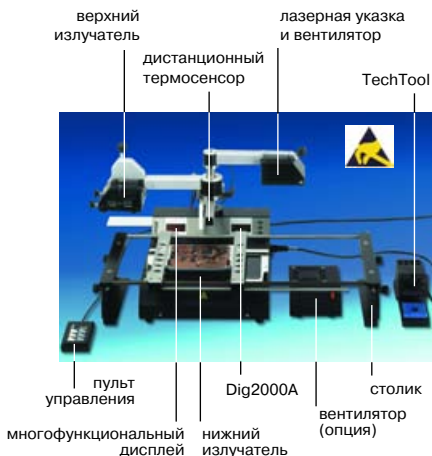 верхний
излучатель
лазерная указка
и вентилятор
дистанционный
термосенсор
TechTool
пульт
управления
Dig2000A
столик
вентилятор
(опция)
многофункциональный
дисплей
нижний
излучатель